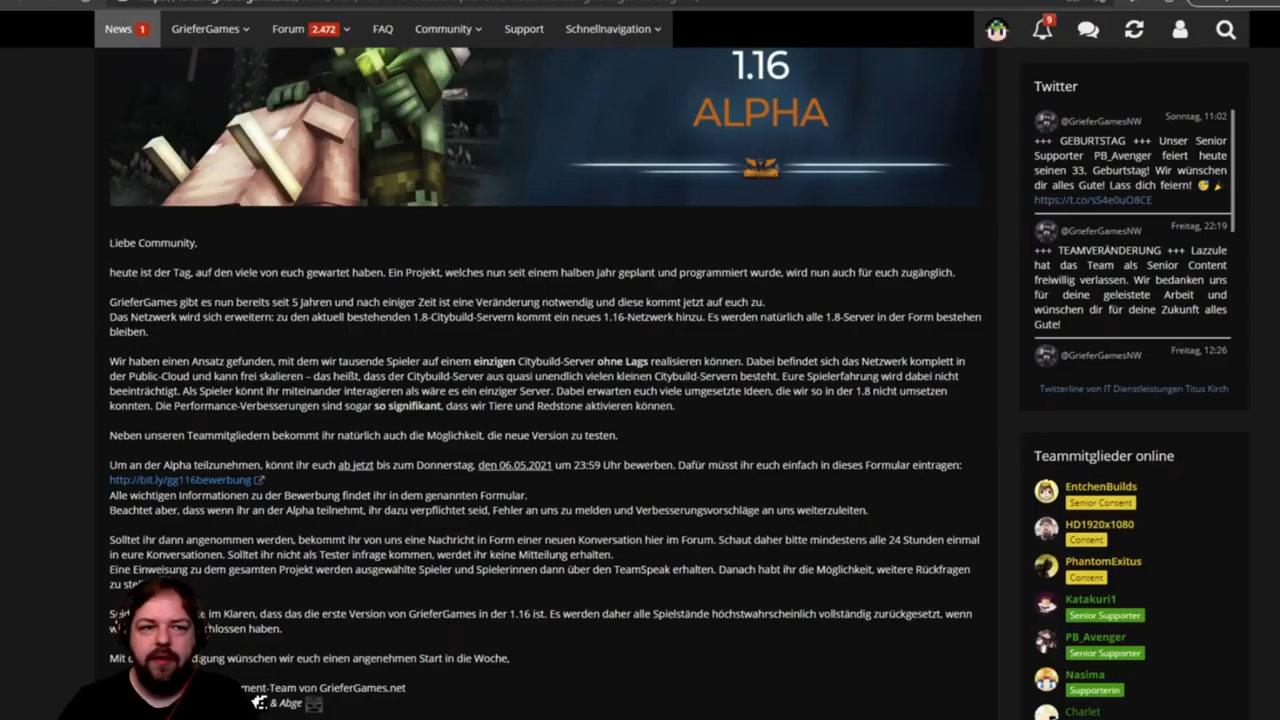 News 1
GrieferGames
Forum 2.472
FAQ
Community
Support
Schnellnavigation
9
1.16
ALPHA
Liebe Community,
heute ist der Tag, auf den viele von euch gewartet haben. Ein Projekt, welches nun seit einem halben Jahr geplant und programmiert wurde, wird nun auch für euch zugänglich.
GrieferGames gibt es nun bereits seit 5 Jahren und nach einiger Zeit ist eine Veränderung notwendig und diese kommt jetzt auf euch zu.
Das Netzwerk wird sich erweitern: zu den aktuell bestehenden 1.8-Citybuild-Servern kommt ein neues 1.16-Netzwerk hinzu. Es werden natürlich alle 1.8-Server in der Form bestehen
bleiben.
Wir haben einen Ansatz gefunden, mit dem wir tausende Spieler auf einem einzigen Citybuild-Server ohne Lags realisieren können. Dabei befindet sich das Netzwerk komplett in
der Public-Cloud und kann frei skalieren – das heißt, dass der Citybuild-Server aus quasi unendlich vielen kleinen Citybuild-Servern besteht. Eure Spielerfahrung wird dabei nicht
beeinträchtigt. Als Spieler könnt ihr miteinander interagieren als wäre es ein einziger Server. Dabei erwarten euch viele umgesetzte Ideen, die wir so in der 1.8 nicht umsetzen
konnten. Die Performance-Verbesserungen sind sogar so signifikant, dass wir Tiere und Redstone aktivieren können.
Neben unseren Teammitgliedern bekommt ihr natürlich auch die Möglichkeit, die neue Version zu testen.
Um an der Alpha teilzunehmen, könnt ihr euch ab jetzt bis zum Donnerstag, den 06.05.2021 um 23:59 Uhr bewerben. Dafür müsst ihr euch einfach in dieses Formular eintragen:
http://bit.ly/gg116bewerbung
Alle wichtigen Informationen zu der Bewerbung findet ihr in dem genannten Formular.
Beachtet aber, dass wenn ihr an der Alpha teilnehmt, ihr dazu verpflichtet seid, Fehler an uns zu melden und Verbesserungsvorschläge an uns weiterzuleiten.
Solltet ihr dann angenommen werden, bekommt ihr von uns eine Nachricht in Form einer neuen Konversation hier im Forum. Schaut daher bitte mindestens alle 24 Stunden einmal
in eure Konversationen. Solltet ihr nicht als Tester infrage kommen, werdet ihr keine Mitteilung erhalten.
Eine Einweisung zu dem gesamten Projekt werden ausgewählte Spieler und Spielerinnen dann über den TeamSpeak erhalten. Danach habt ihr die Möglichkeit, weitere Rückfragen
zu
im Klaren, dass das die erste Version von GrieferGames in der 1.16 ist. Es werden daher alle Spielstände höchstwahrscheinlich vollständig zurückgesetzt, wenn
chlossen haben.
Mit digung wünschen wir euch einen angenehmen Start in die Woche,
ment-Team von GrieferGames.net
& Abge
Twitter
@GrieferGamesNW Sonntag, 11:02
+++ GEBURTSTAG +++ Unser Senior
Supporter PB_Avenger feiert heute
seinen 33. Geburtstag! Wir wünschen
dir alles Gute! Lass dich feiern!
https://t.co/sS4e0uO8CE
@GrieferGamesNW Freitag, 22:19
+++ TEAMVERÄNDERUNG +++ Lazzule
hat das Team als Senior Content
freiwillig verlassen. Wir bedanken uns
für deine geleistete Arbeit und
wünschen dir für deine Zukunft alles
Gute!
@GrieferGamesNW Freitag, 12:26
Twitterline von IT Dienstleistungen Titus Kirch
Teammitglieder online
EntchenBuilds
Senior Content
HD1920x1080
Content
PhantomExitus
Content
Katakuri1
Senior Supporter
PB_Avenger
Senior Supporter
Nasima
Supporterin
Charlet